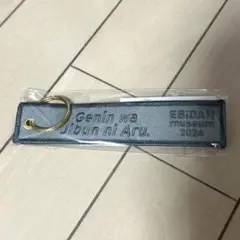 Genin wa
Jibun ni Aru.
EBiDAN
museum
2024